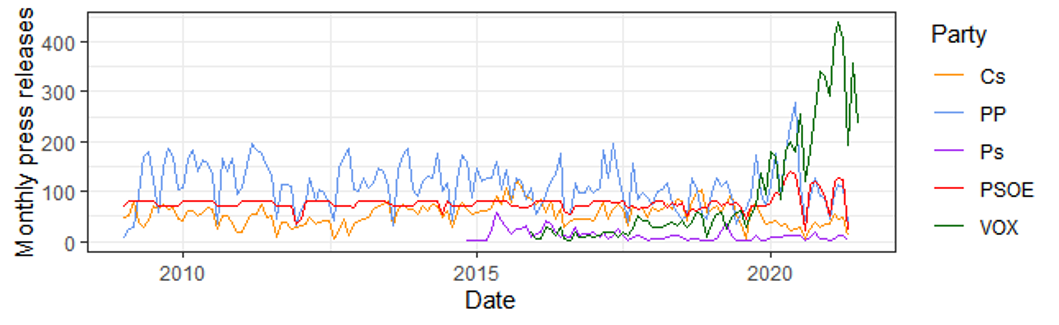 Monthly press releases
400
300
200
100
0
2010 2015 2020
Date
Party
Cs
PP
Ps
PSOE
VOX